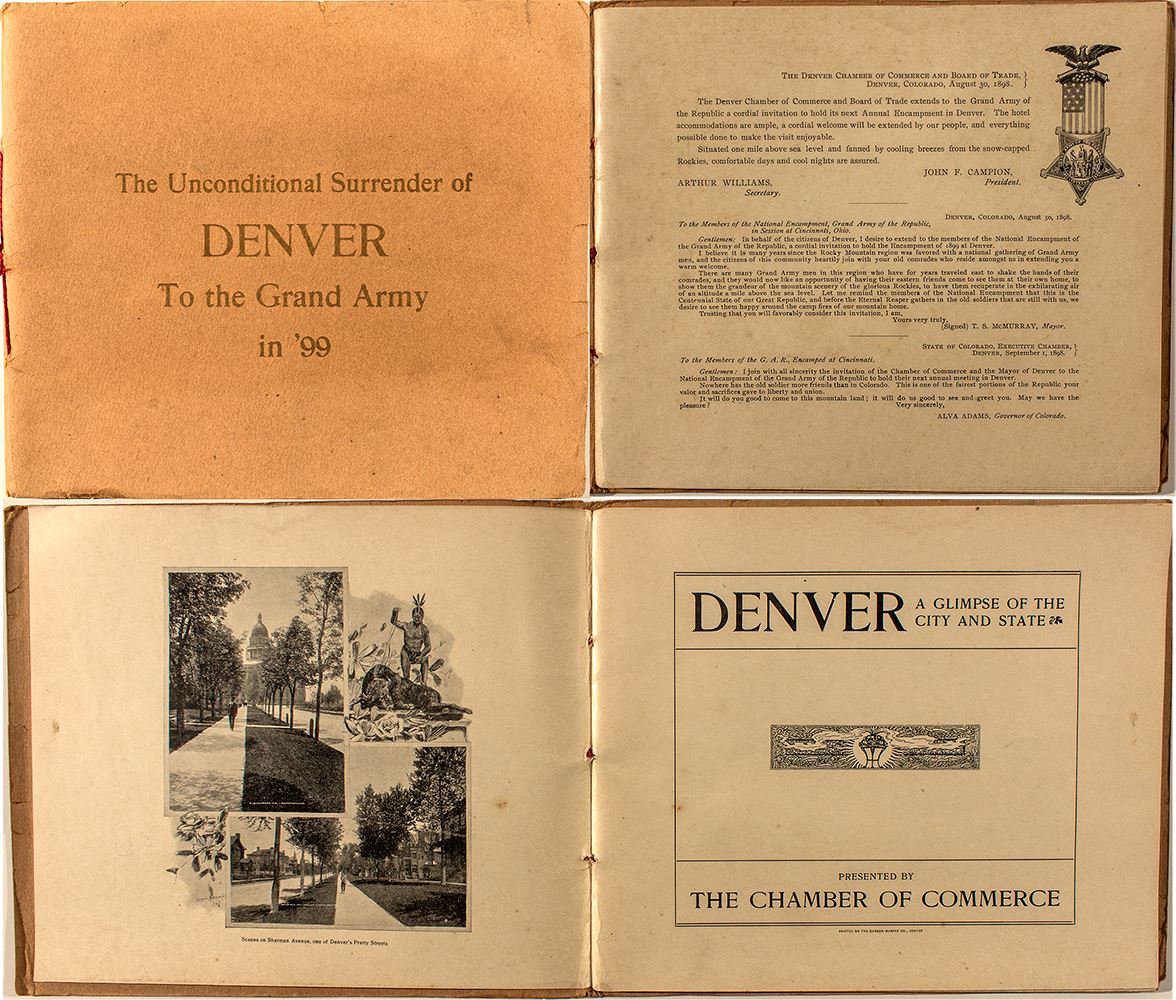 The Unconditional Surrender of
DENVER
To the Grand Army
in '99
The Denver Chamber of Commerce and Board of Trade,
Denver, Colorado, August 30, 1898.
The Denver Chamber of Commerce and Board of Trade extends to the Grand Army of
the Republic a cordial invitation to hold its next Annual Encampment in Denver. The hotel
accommodations are ample, a cordial welcome will be extended by our people, and everything
possible done to make the visit enjoyable.
Situated one mile above sea level and fanned by cooling breezes from the snow-capped
Rockies, comfortable days and cool nights are assured.
JOHN F. CAMPION,
President.
ARTHUR WILLIAMS,
Secretary.
Denver, Colorado, August 30, 1898.
To the Members of the National Encampment, Grand Army of the Republic,
in Session at Cincinnati, Ohio.
Gentlemen: In behalf of the citizens of Denver, I desire to extend to the members of the National Encampment of
the Grand Army of the Republic, a cordial invitation to hold the Encampment of 1899 at Denver.
I believe it is many years since the Rocky Mountain region was favored with a national gathering of Grand Army
men, and the citizens of this community heartily join with your old comrades who reside amongst us in extending you a
warm welcome.
There are many Grand Army men in this region who have for years traveled east to shake the hands of their
comrades, and they would now like an opportunity of having their eastern friends come to see them at their own home, to
show them the grandeur of the mountain scenery of the glorious Rockies, to have them recuperate in the exhilarating air
of an altitude a mile above the sea level. Let me remind the members of the National Encampment that this is the
Centennial State of our Great Republic, and before the Eternal Reaper gathers in the old soldiers that are still with us, we
desire to see them happy around the camp fires of our mountain home.
Trusting that you will favorably consider this invitation, I am,
Yours very truly,
(Signed) T. S. McMURRAY, Mayor.
State of Colorado, Executive Chamber,
Denver, September 1, 1898.
To the Members of the G. A. R., Encamped at Cincinnati.
Gentlemen: I join with all sincerity the invitation of the Chamber of Commerce and the Mayor of Denver to the
National Encampment of the Grand Army of the Republic to hold their next annual meeting in Denver.
Nowhere has the old soldier more friends than in Colorado. This is one of the fairest portions of the Republic your
valor and sacrifices gave to liberty and union.
It will do you good to come to this mountain land; it will do us good to see and greet you. May we have the
pleasure? Very sincerely,
ALVA ADAMS, Governor of Colorado.
Scenes on Sherman Avenue, one of Denver's Pretty Streets
DENVER A GLIMPSE OF THE
CITY AND STATE
PRESENTED BY
THE CHAMBER OF COMMERCE
PRINTED BY THE CARSON-HARPER CO., DENVER